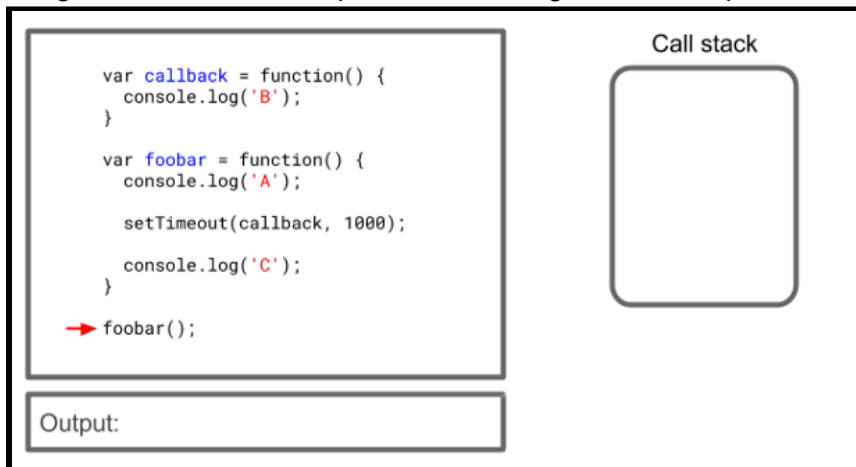 Call stack
var callback = function() {
console.log('B');
}
var foobar = function() {
console.log('A');
setTimeout(callback, 1000);
console.log('C');
}
foobar();
Output: